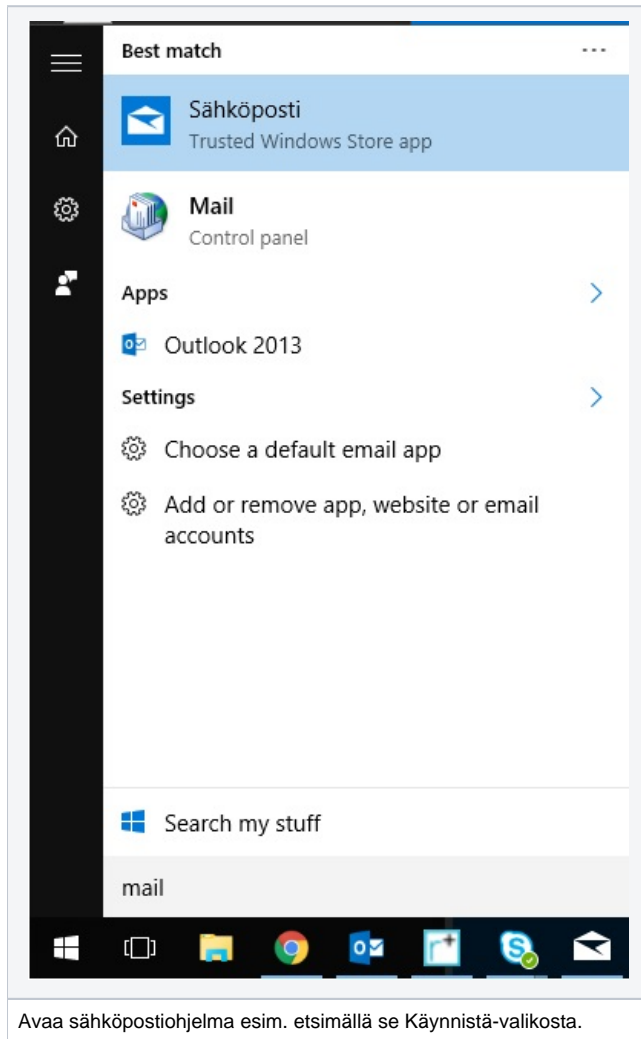 Best match
Sähköposti
Trusted Windows Store app
Mail
Control panel
Apps
Outlook 2013
Settings
Choose a default email app
Add or remove app, website or email
accounts
Search my stuff
mail
Avaa sähköpostiohjelma esim. etsimällä se Käynnistä-valikosta.